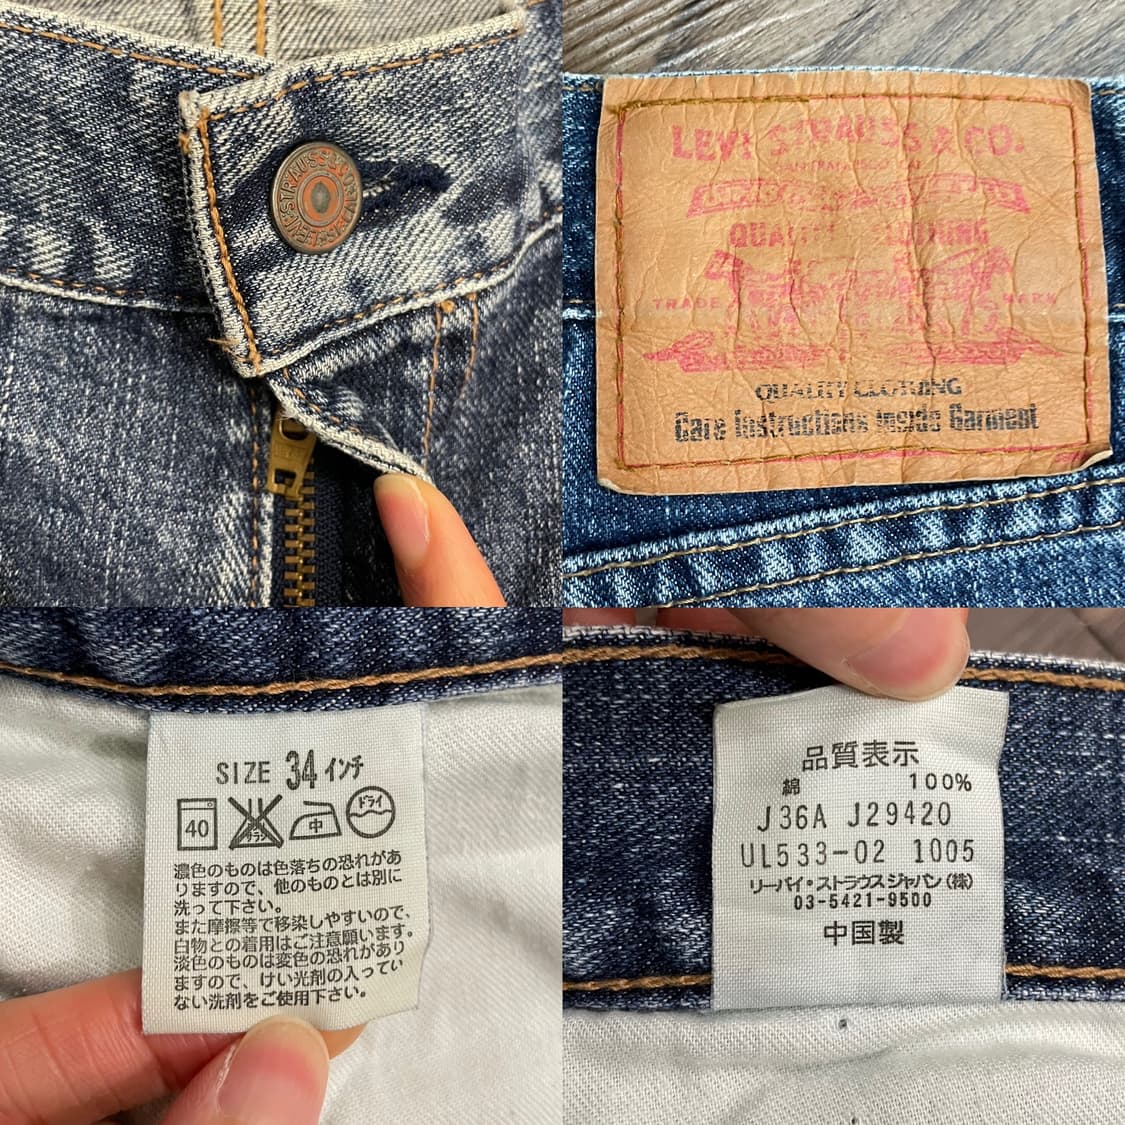 LEVI STRAUSS
LEVI STRAUSS & CO.
QUALITY CLOTHING
TRADE MARK
QUALITY CLOTHING
Care Instructions Inside Garment
SIZE 34 インチ
40 中 ドライ
濃色のものは色落ちの恐れがあ
りますので、他のものとは別に
洗って下さい。
また摩擦等で移染しやすいので、
白物との着用はご注意願います。
淡色のものは変色の恐れがあり
ますので、けい光剤の入ってい
ない洗剤をご使用下さい。
品質表示
綿 100%
J36A J29420
UL533-02 1005
リーバイ・ストラウス ジャパン(株)
03-5421-9500
中国製